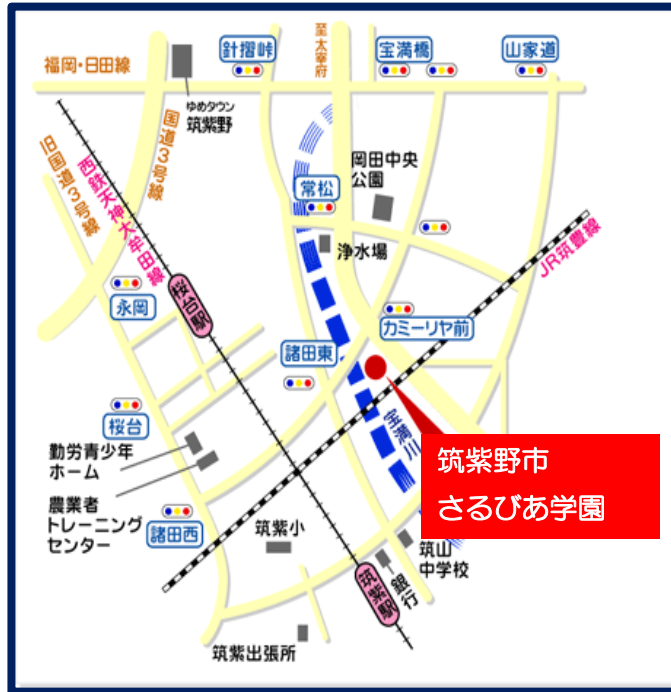 針摺峠
至太宰府
宝満橋
山家道
福岡・日田線
ゆめタウン
筑紫野
国道3号線
旧国道3号線
西鉄天神大牟田線
岡田中央
公園
常松
浄水場
JR筑豊線
桜台駅
永岡
カミーリヤ前
諸田東
桜台
宝満川
勤労青少年
ホーム
筑紫野市
さるびあ学園
農業者
トレーニング
センター
諸田西
筑紫小
筑山
中学校
銀行
筑紫駅
筑紫出張所